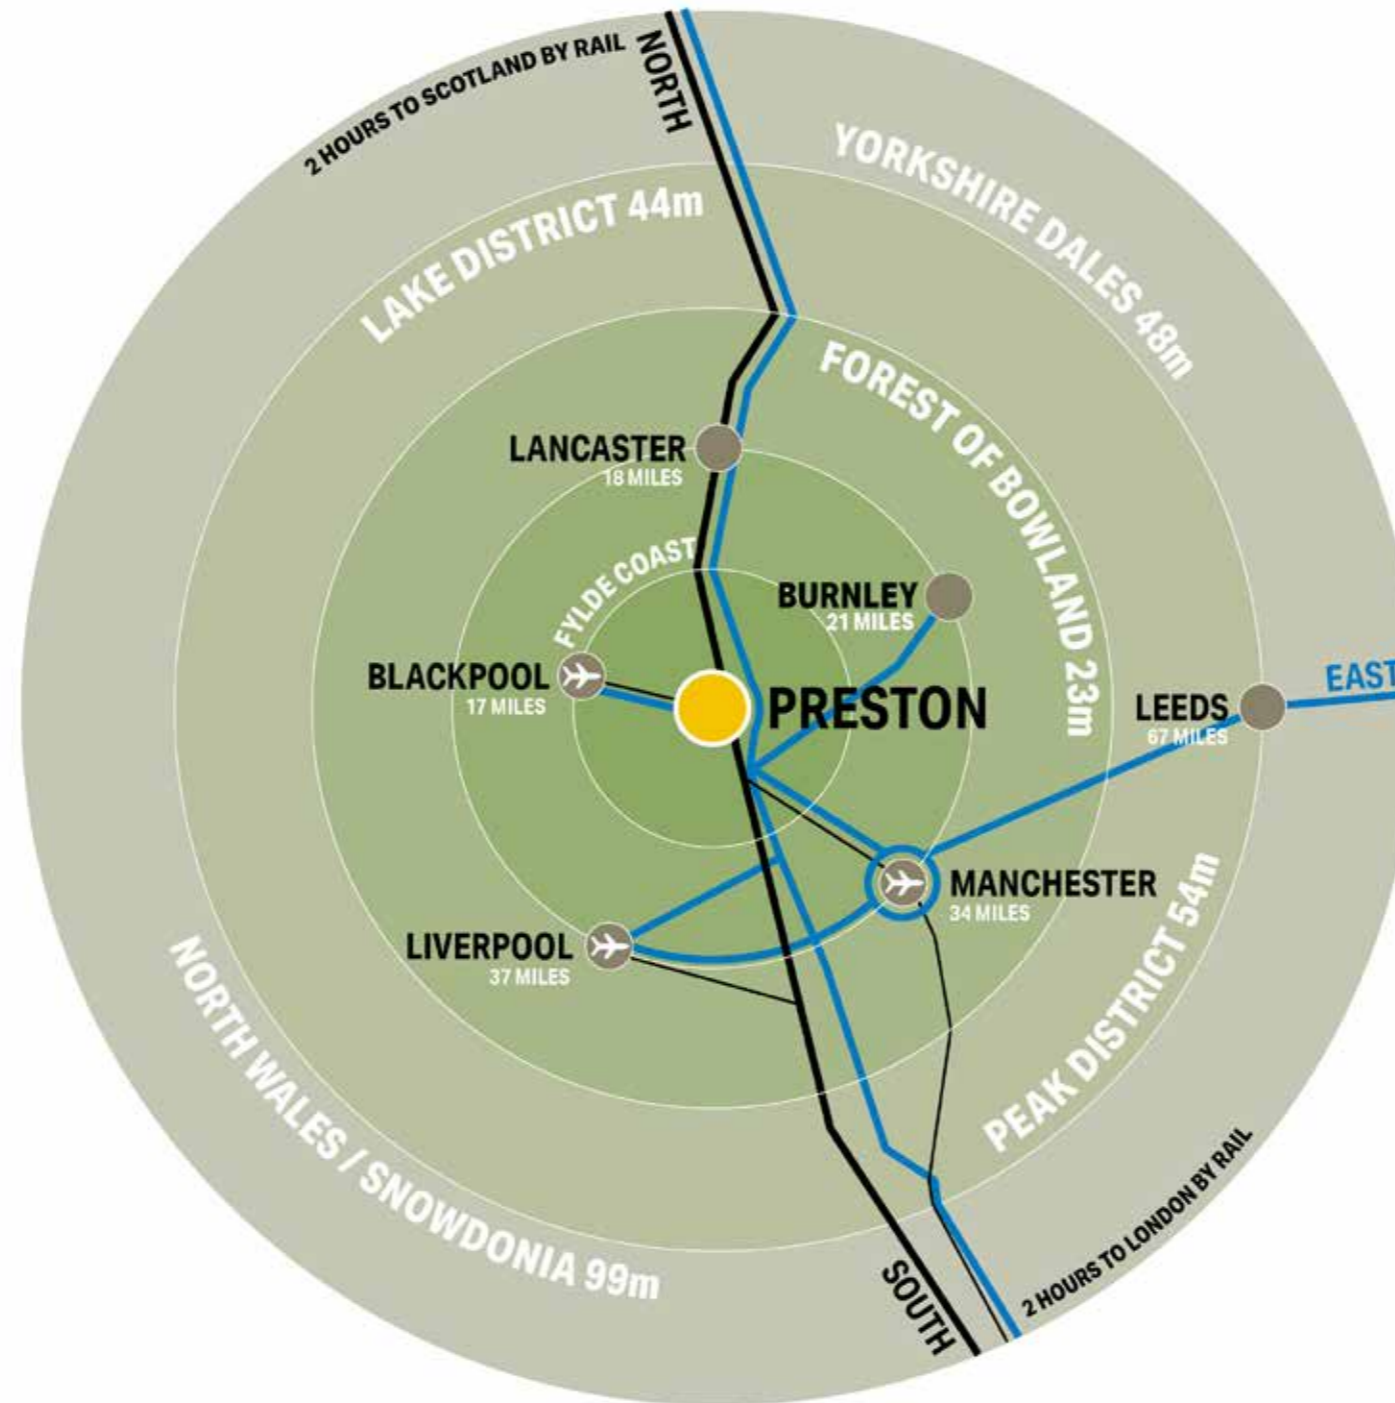 2 HOURS TO SCOTLAND BY RAIL
NORTH
YORKSHIRE DALES 48m
LAKE DISTRICT 44m
FOREST OF BOWLAND 23m
LANCASTER
18 MILES
FYLDE COAST
BURNLEY
21 MILES
BLACKPOOL
17 MILES
PRESTON
EAST
LEEDS
67 MILES
MANCHESTER
34 MILES
LIVERPOOL
37 MILES
PEAK DISTRICT 54m
NORTH WALES / SNOWDONIA 99m
SOUTH
2 HOURS TO LONDON BY RAIL